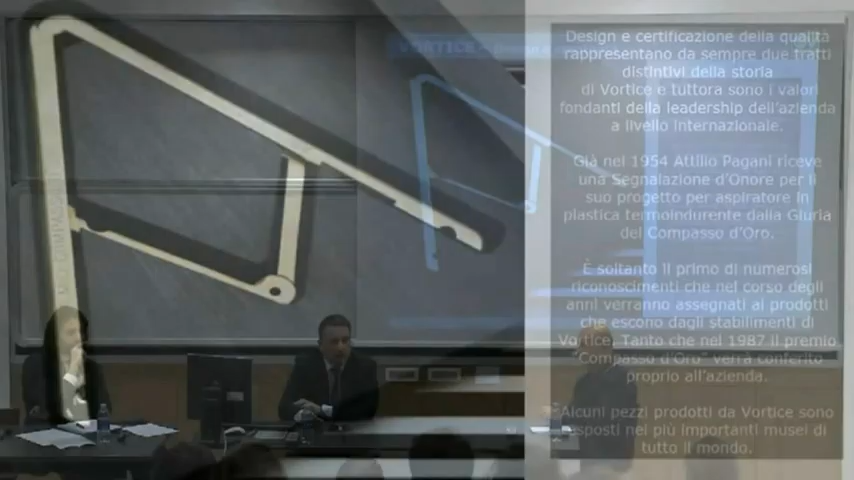 VORTICE
Design e certificazione della qualità
rappresentano da sempre due tratti
distintivi della storia
di Vortice e tuttora sono i valori
fondanti della leadership dell'azienda
a livello internazionale.
Già nel 1954 Attilio Pagani riceve
una Segnalazione d'Onore per il
suo progetto per aspiratore in
plastica termoindurente dalla Giuria
del Compasso d'Oro.
È soltanto il primo di numerosi
riconoscimenti che nel corso degli
anni verranno assegnati ai prodotti
che escono dagli stabilimenti di
Vortice. Tanto che nel 1987 il premio
"Compasso d'Oro" verrà conferito
proprio all'azienda.
Alcuni pezzi prodotti da Vortice sono
esposti nei più importanti musei di
tutto il mondo.